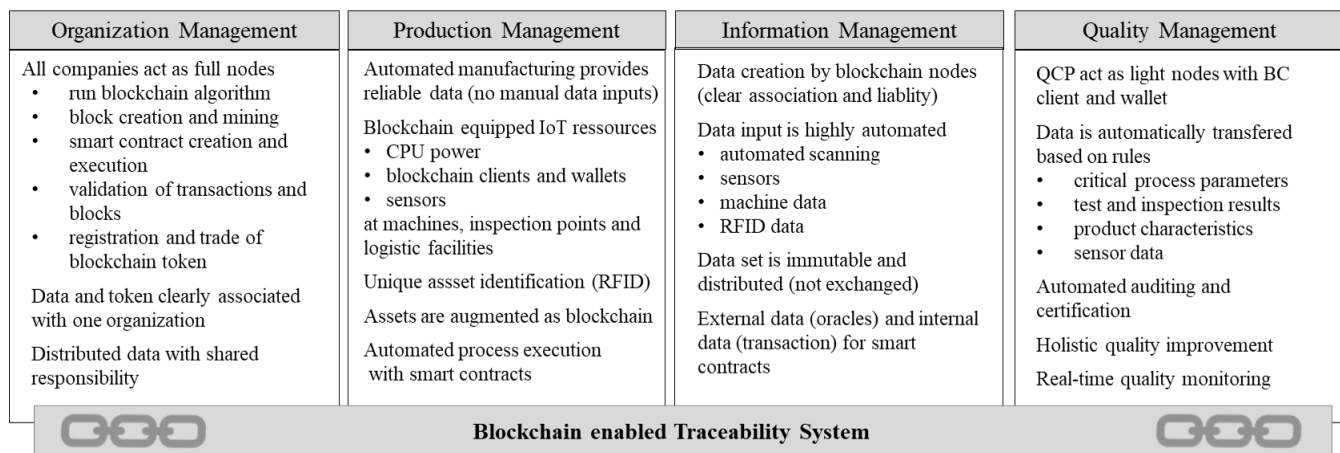 Organization Management
All companies act as full nodes
• run blockchain algorithm
• block creation and mining
• smart contract creation and
execution
• validation of transactions and
blocks
• registration and trade of
blockchain token
Data and token clearly associated
with one organization
Distributed data with shared
responsibility
Production Management
Automated manufacturing provides
reliable data (no manual data inputs)
Blockchain equipped IoT ressources
• CPU power
• blockchain clients and wallets
• sensors
at machines, inspection points and
logistic facilities
Unique assset identification (RFID)
Assets are augmented as blockchain
Automated process execution
with smart contracts
Information Management
Data creation by blockchain nodes
(clear association and liablity)
Data input is highly automated
• automated scanning
• sensors
• machine data
• RFID data
Data set is immutable and
distributed (not exchanged)
External data (oracles) and internal
data (transaction) for smart
contracts
Quality Management
QCP act as light nodes with BC
client and wallet
Data is automatically transfered
based on rules
• critical process parameters
• test and inspection results
• product characteristics
• sensor data
Automated auditing and
certification
Holistic quality improvement
Real-time quality monitoring
Blockchain enabled Traceability System